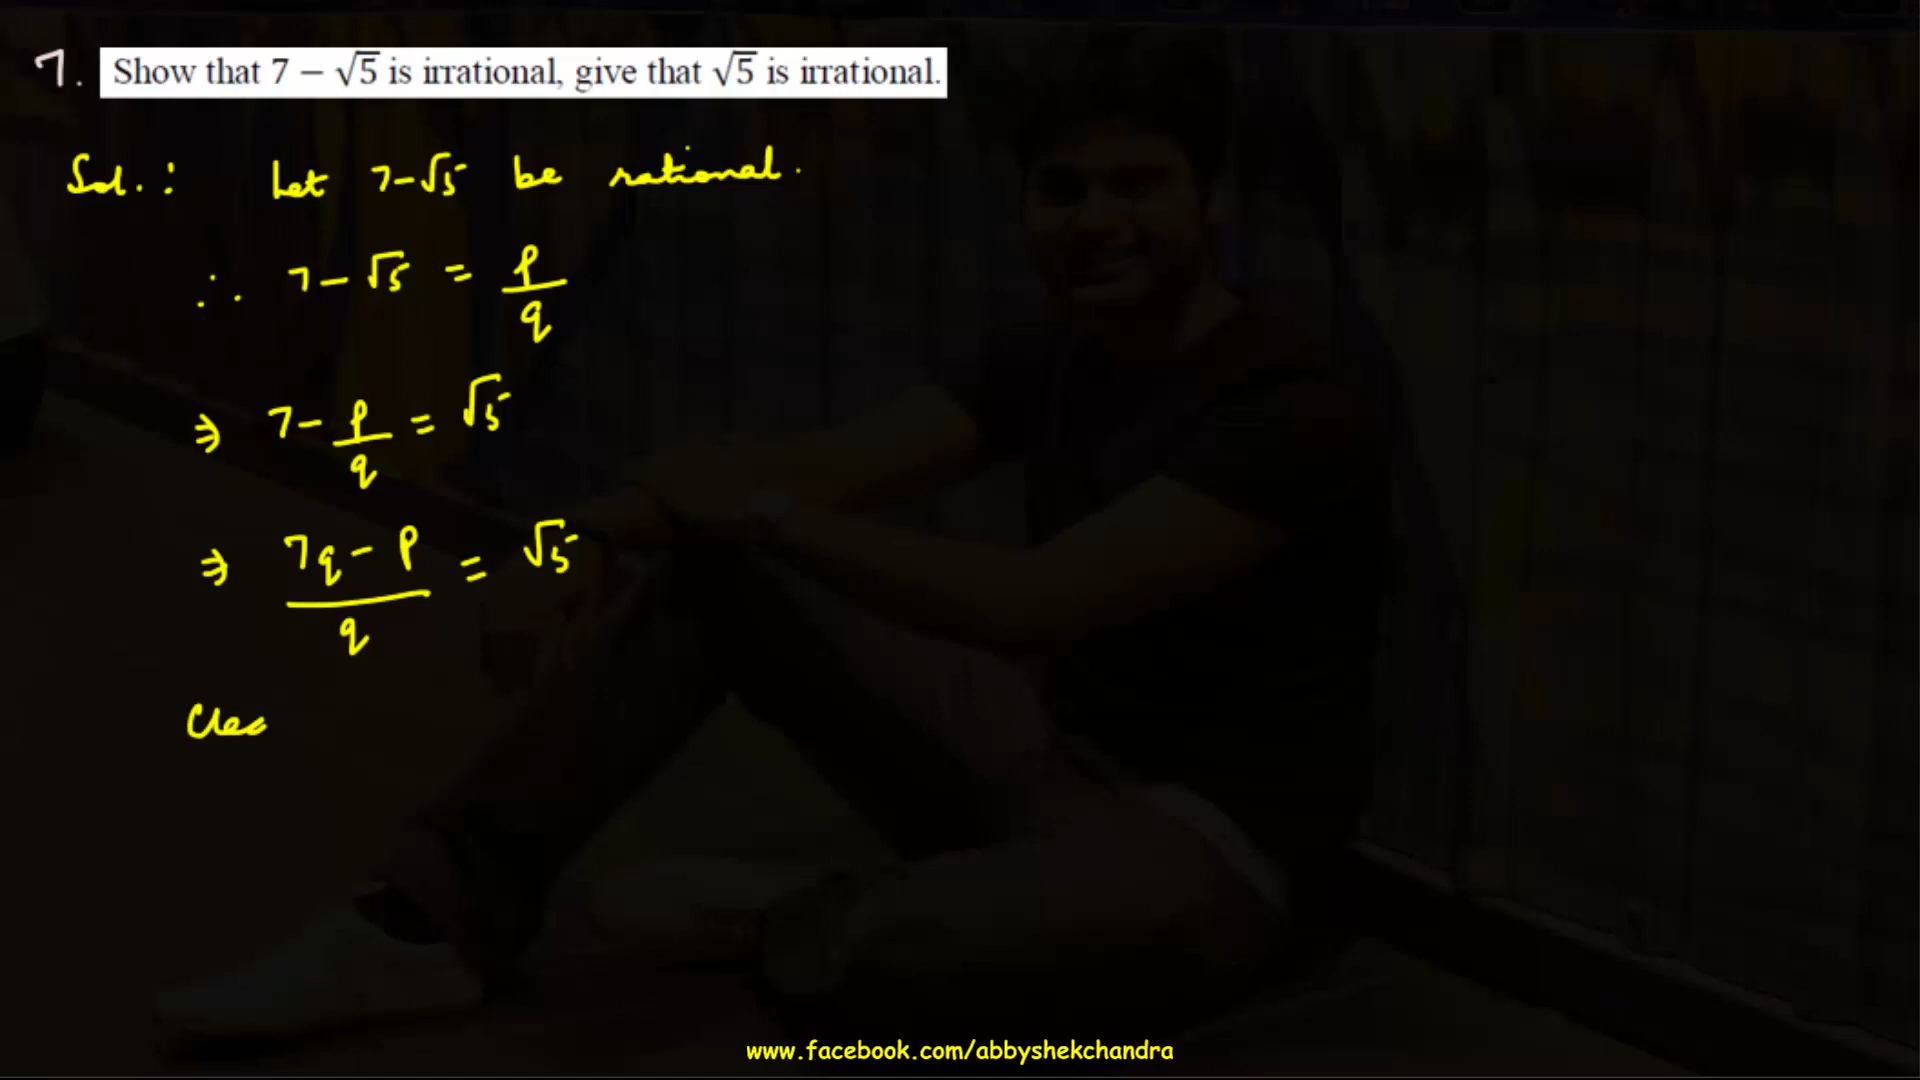 7. Show that 7 − √5 is irrational, give that √5 is irrational.
Sol. : Let 7-√5 be rational.
∴ 7 - √5 = p/q
⇒ 7 - p/q = √5
⇒ (7q - p)/q = √5
Clea
www.facebook.com/abbyshekchandra